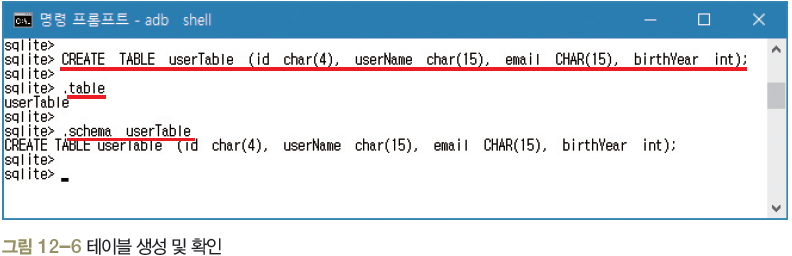 명령 프롬프트 - adb shell
sqlite>
sqlite> CREATE TABLE userTable (id char(4), userName char(15), email CHAR(15), birthYear int);
sqlite>
sqlite> .table
userTable
sqlite>
sqlite> .schema userTable
CREATE TABLE userTable (id char(4), userName char(15), email CHAR(15), birthYear int);
sqlite>
sqlite> _
그림 12-6 테이블 생성 및 확인